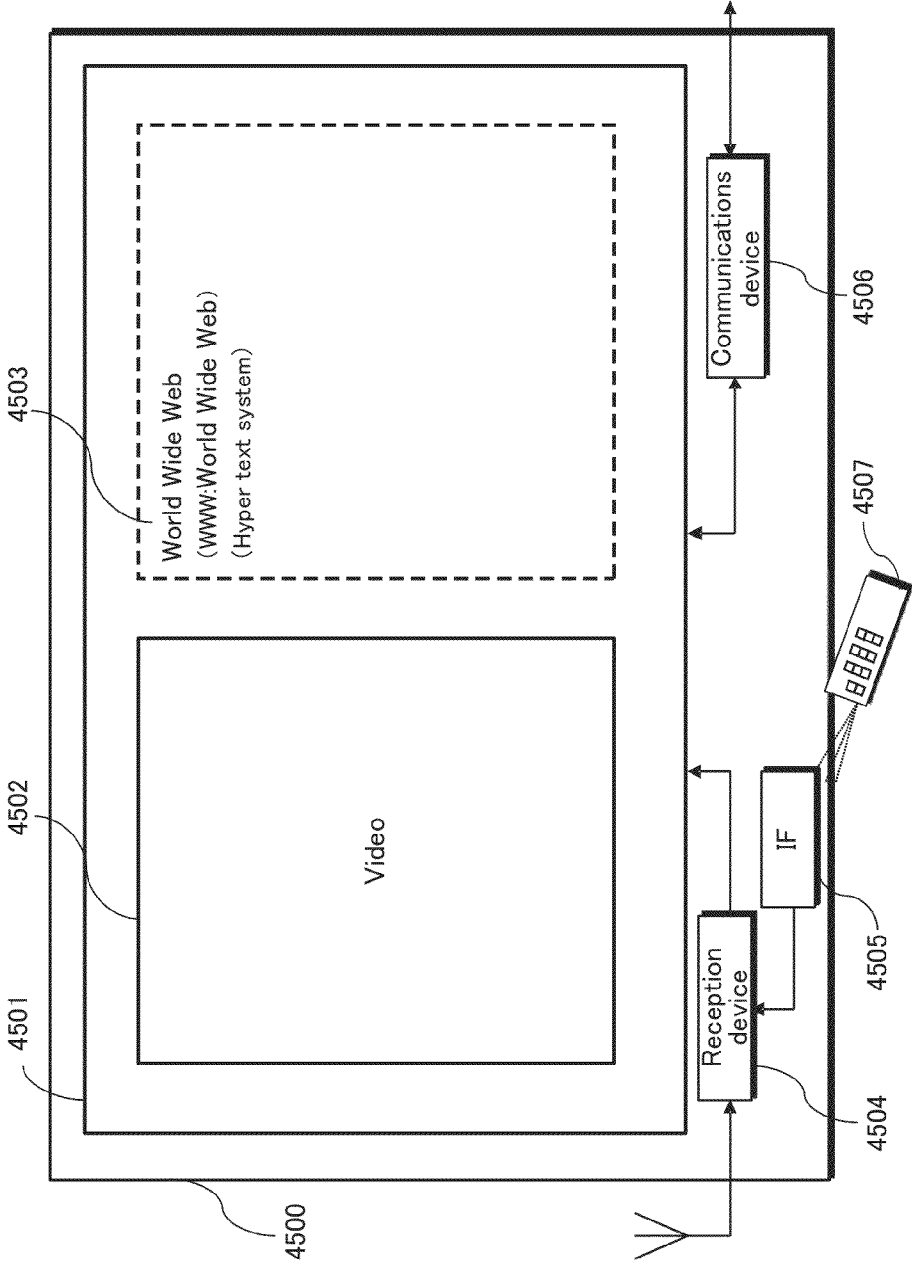 4500
4501
4502
4503
Video
World Wide Web
(WWW:World Wide Web)
(Hyper text system)
Reception
device
IF
Communications
device
4504
4505
4507
4506